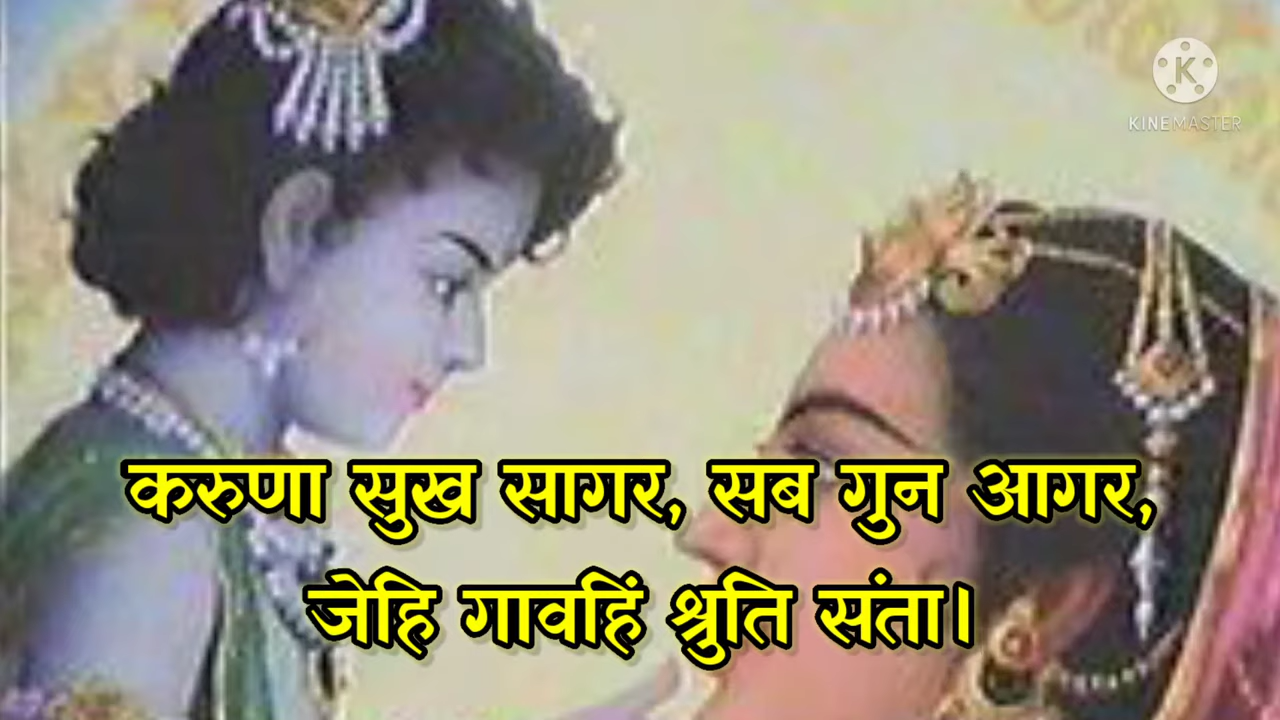 KINEMASTER
करुणा सुख सागर, सब गुन आगर,
जेहि गावहिं श्रुति संता।